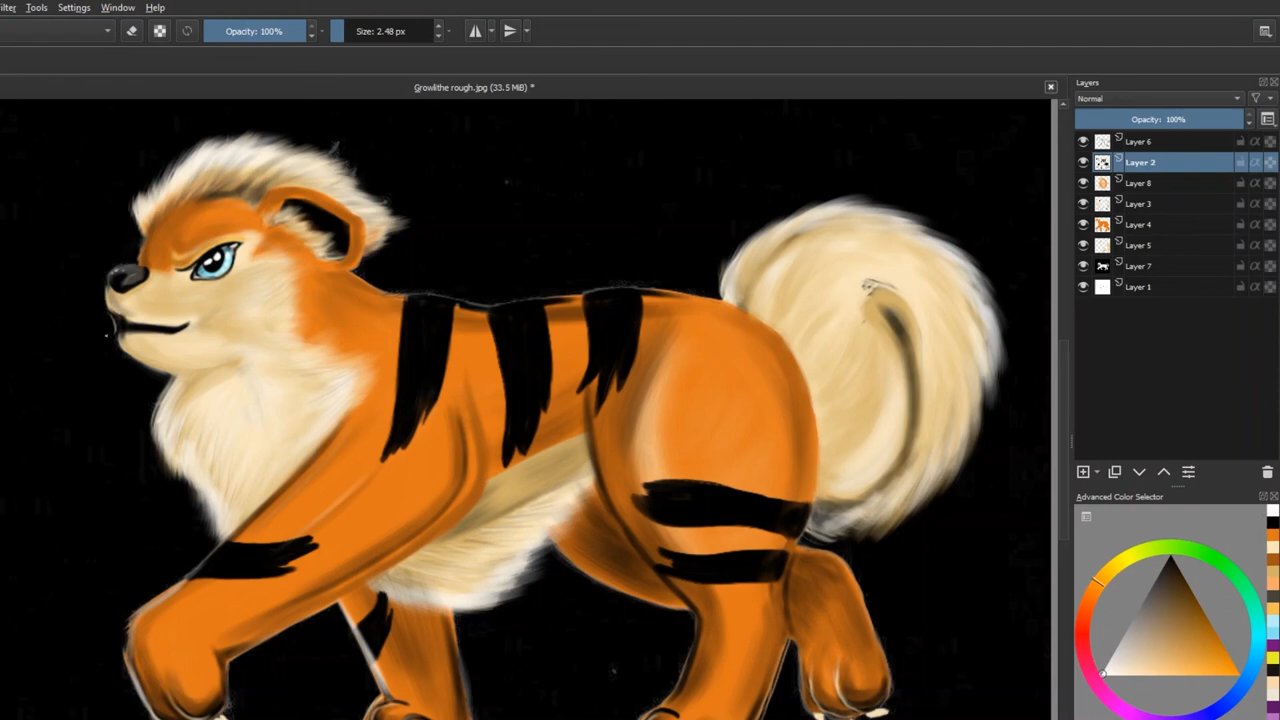 ilter Tools Settings Window Help
Opacity: 100% Size: 2.48 px
Growlithe rough.jpg (33.5 MiB) *
Layers
Normal
Opacity: 100%
Layer 6
Layer 2
Layer 8
Layer 3
Layer 4
Layer 5
Layer 7
Layer 1
Advanced Color Selector